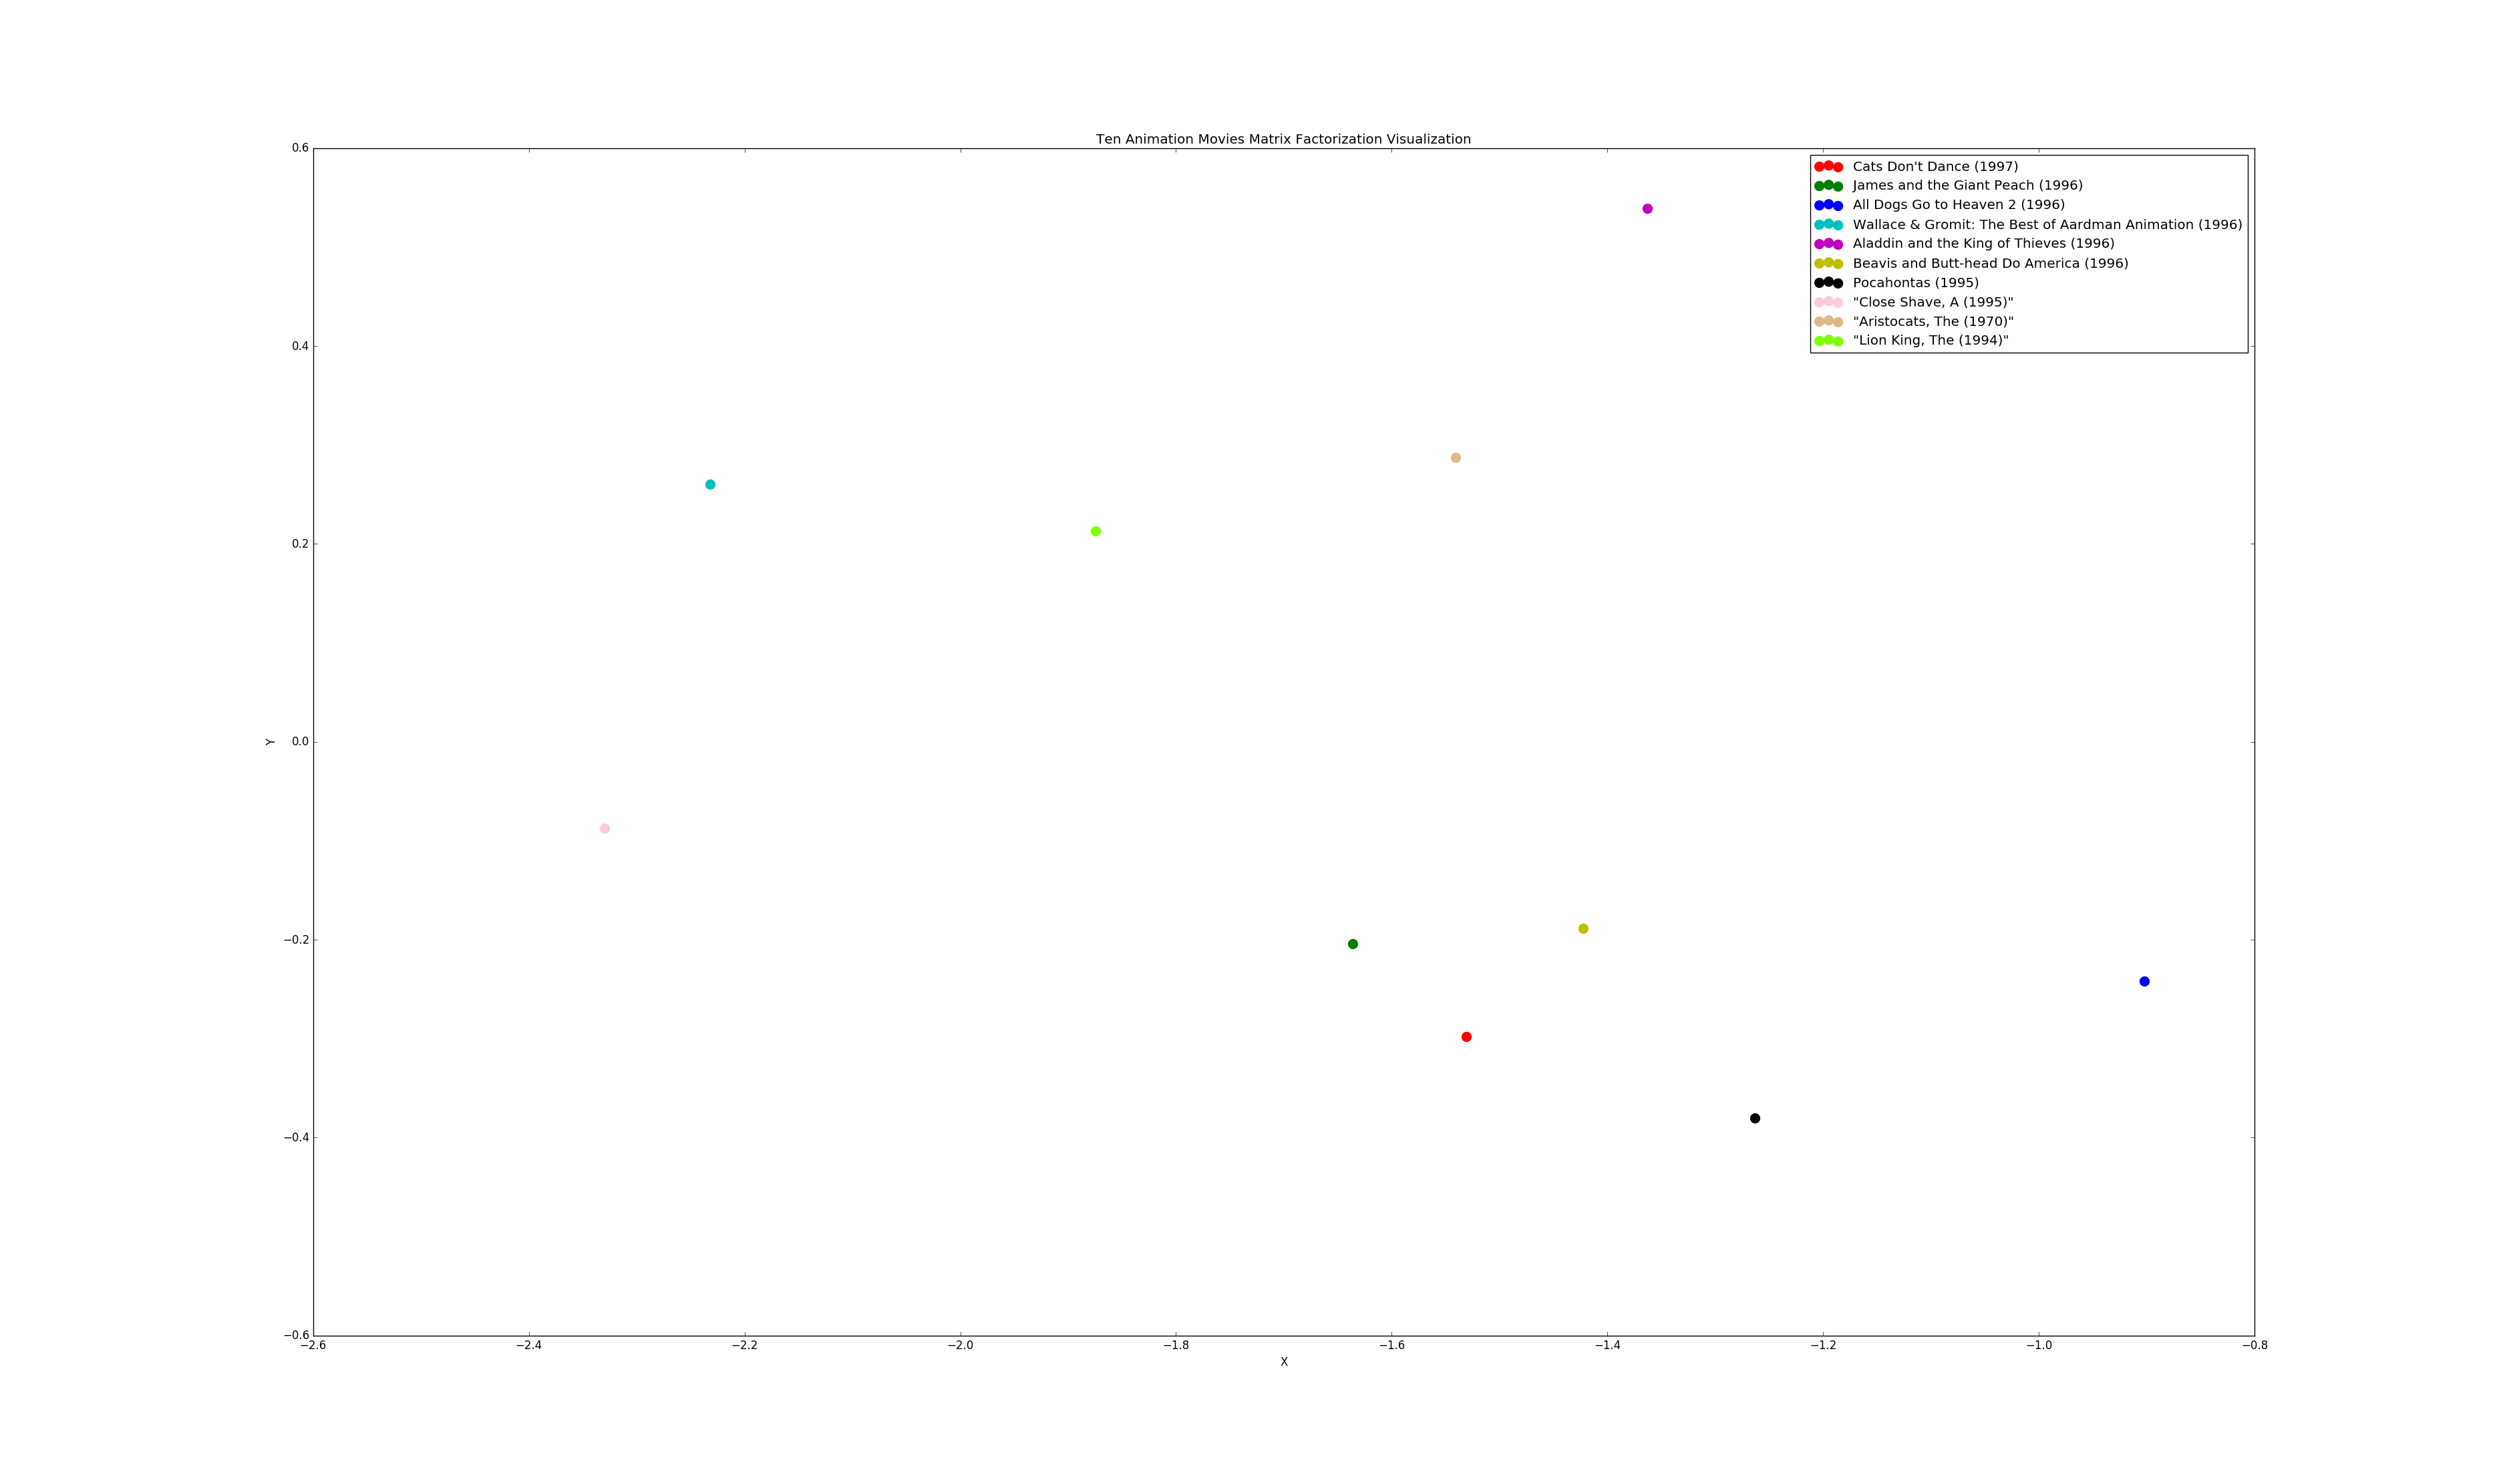 Ten Animation Movies Matrix Factorization Visualization
0.6
0.4
0.2
0.0
−0.2
−0.4
−0.6
Y
Cats Don't Dance (1997)
James and the Giant Peach (1996)
All Dogs Go to Heaven 2 (1996)
Wallace & Gromit: The Best of Aardman Animation (1996)
Aladdin and the King of Thieves (1996)
Beavis and Butt-head Do America (1996)
Pocahontas (1995)
"Close Shave, A (1995)"
"Aristocats, The (1970)"
"Lion King, The (1994)"
−2.6 −2.4 −2.2 −2.0 −1.8 −1.6 −1.4 −1.2 −1.0 −0.8
X